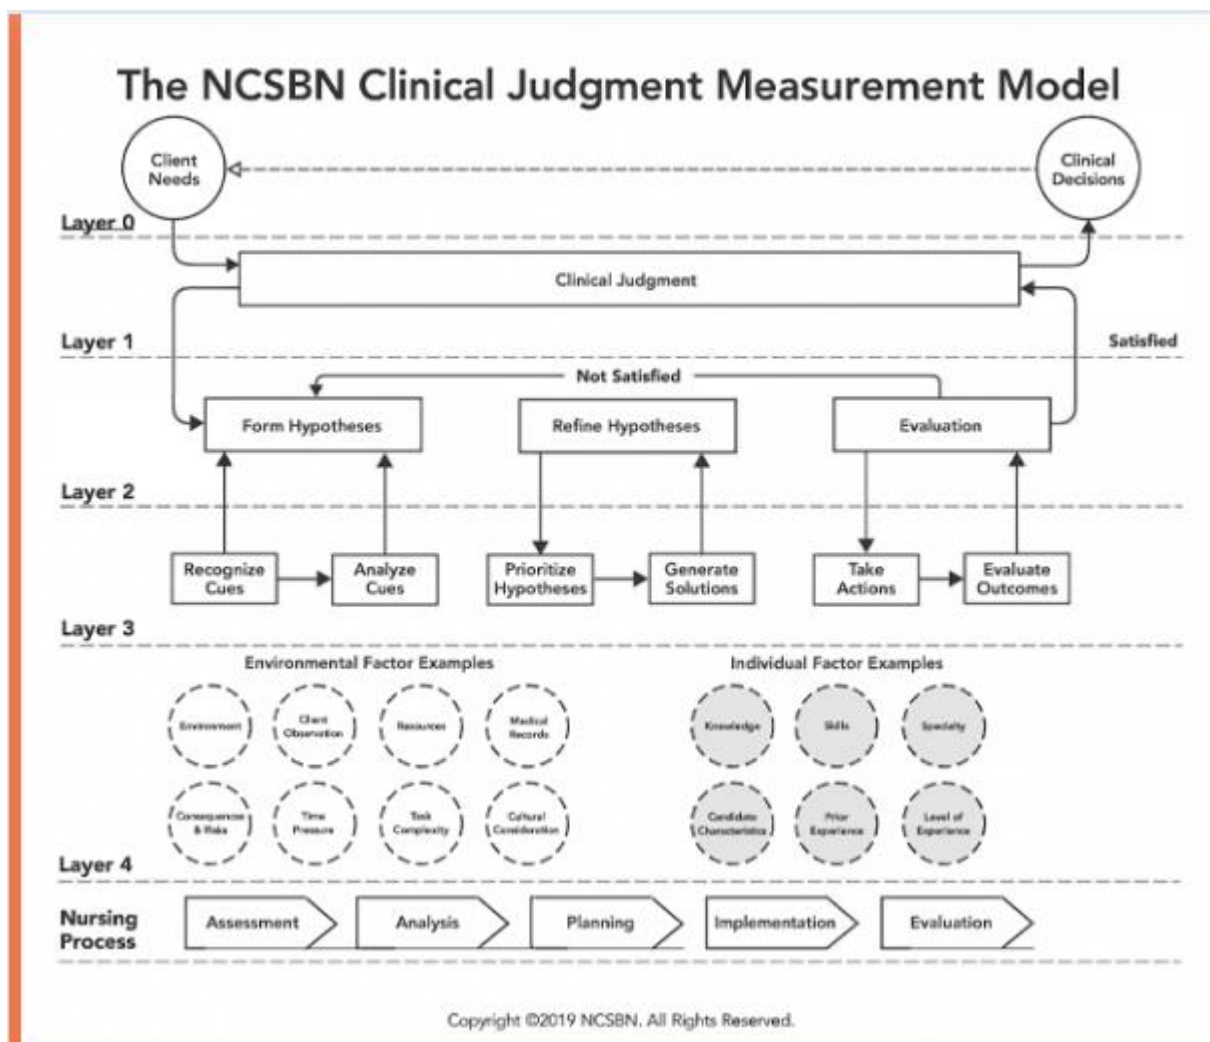 The NCSBN Clinical Judgment Measurement Model
Client
Needs
Clinical
Decisions
Layer 0
Clinical Judgment
Layer 1
Satisfied
Not Satisfied
Form Hypotheses
Refine Hypotheses
Evaluation
Layer 2
Recognize
Cues
Analyze
Cues
Prioritize
Hypotheses
Generate
Solutions
Take
Actions
Evaluate
Outcomes
Layer 3
Environmental Factor Examples
Individual Factor Examples
Environment
Client
Observation
Resources
Medical
Records
Knowledge
Skills
Specialty
Consequences
& Risks
Time
Pressure
Task
Complexity
Cultural
Consideration
Candidate
Characteristics
Prior
Experience
Level of
Experience
Layer 4
Nursing
Process
Assessment
Analysis
Planning
Implementation
Evaluation
Copyright ©2019 NCSBN. All Rights Reserved.